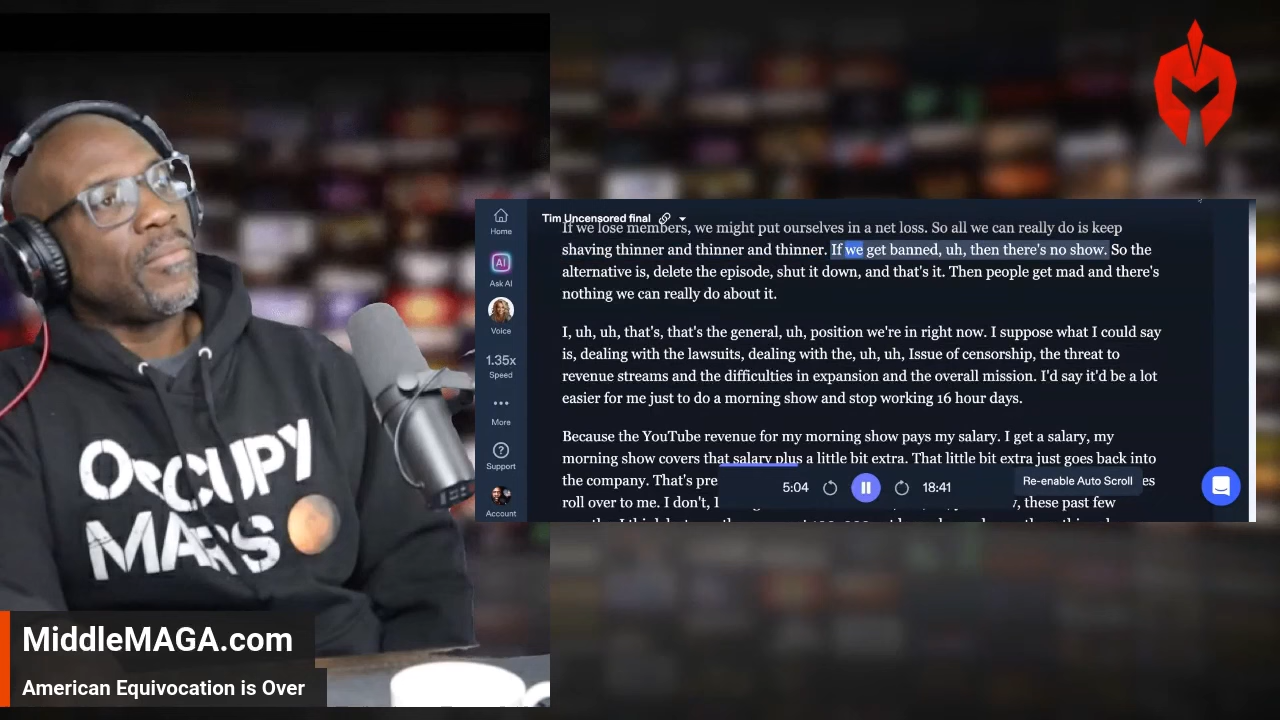 Home
Ask AI
Voice
1.35x
Speed
More
Support
Account
Tim Uncensored final
If we lose members, we might put ourselves in a net loss. So all we can really do is keep
shaving thinner and thinner and thinner. If we get banned, uh, then there's no show. So the
alternative is, delete the episode, shut it down, and that's it. Then people get mad and there's
nothing we can really do about it.
I, uh, uh, that's, that's the general, uh, position we're in right now. I suppose what I could say
is, dealing with the lawsuits, dealing with the, uh, uh, Issue of censorship, the threat to
revenue streams and the difficulties in expansion and the overall mission. I'd say it'd be a lot
easier for me just to do a morning show and stop working 16 hour days.
Because the YouTube revenue for my morning show pays my salary. I get a salary, my
morning show covers that salary plus a little bit extra. That little bit extra just goes back into
the company. That's pre
roll over to me. I don't, I
these past few
5:04
18:41
Re-enable Auto Scroll
OCCUPY
MARS
MiddleMAGA.com
American Equivocation is Over